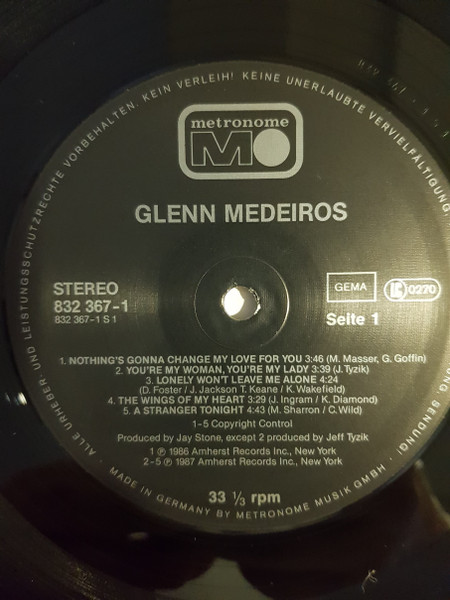 ALLE URHEBER- UND LEISTUNGSSCHUTZRECHTE VORBEHALTEN. KEIN VERLEIH! KEINE UNERLAUBTE VERVIELFÄLTIGUNG,
SENDUNG!
metronome
M
GLENN MEDEIROS
STEREO
832 367-1
832 367-1 S 1
GEMA
LC 0270
Seite 1
1. NOTHING'S GONNA CHANGE MY LOVE FOR YOU 3:46 (M. Masser, G. Goffin)
2. YOU'RE MY WOMAN, YOU'RE MY LADY 3:39 (J. Tyzik)
3. LONELY WON'T LEAVE ME ALONE 4:24
(D. Foster / J. Jackson T. Keane / K. Wakefield)
4. THE WINGS OF MY HEART 3:29 (J. Ingram / K. Diamond)
5. A STRANGER TONIGHT 4:43 (M. Sharron / C. Wild)
1-5 Copyright Control
Produced by Jay Stone, except 2 produced by Jeff Tyzik
1 Ⓟ 1986 Amherst Records Inc., New York
2-5 Ⓟ 1987 Amherst Records Inc., New York
33 ⅓ rpm
MADE IN GERMANY BY METRONOME MUSIK GMBH